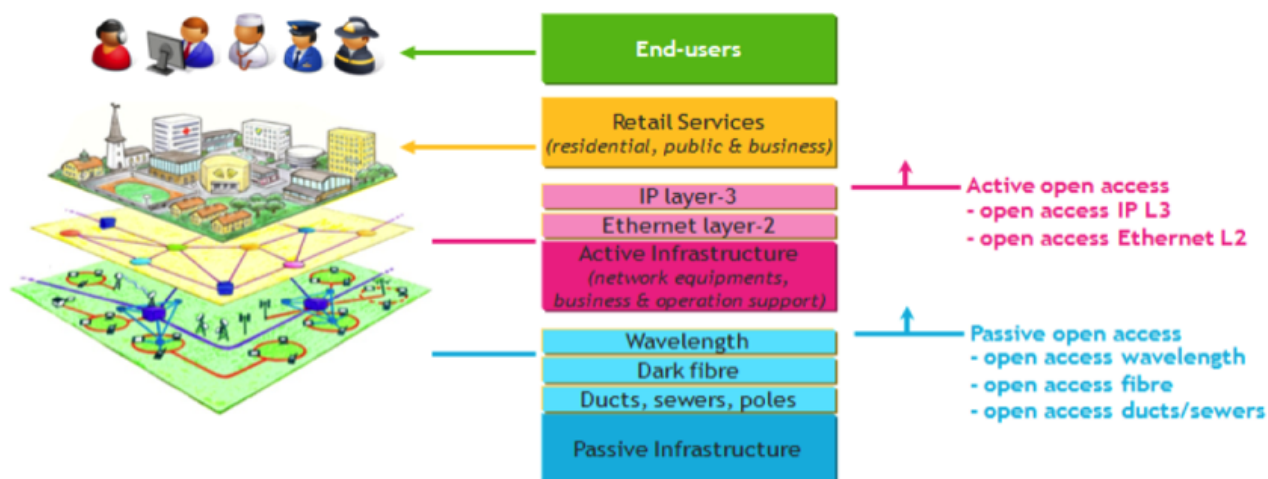 End-users
Retail Services
(residential, public & business)
IP layer-3
Ethernet layer-2
Active Infrastructure
(network equipments,
business & operation support)
Wavelength
Dark fibre
Ducts, sewers, poles
Passive Infrastructure
Active open access
- open access IP L3
- open access Ethernet L2
Passive open access
- open access wavelength
- open access fibre
- open access ducts/sewers